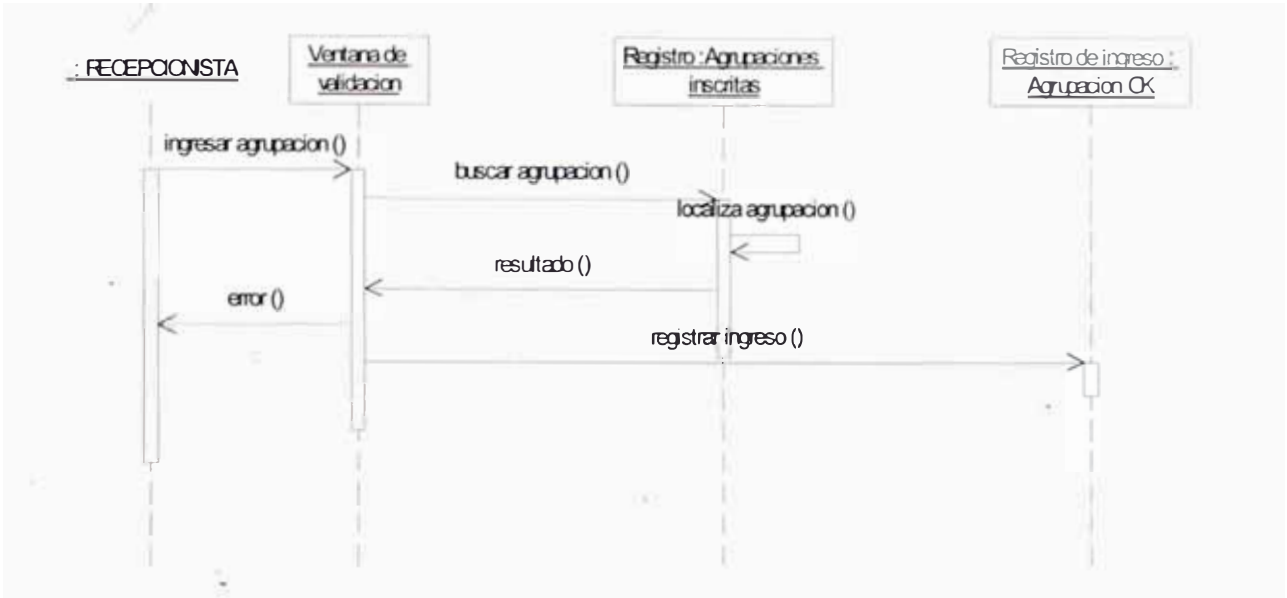 : RECEPCIONISTA
Ventana de
validacion
Registro :Agrupaciones
inscritas
Registro de ingreso :
Agrupacion OK
ingresar agrupacion ()
buscar agrupacion ()
localiza agrupacion ()
resultado ()
error ()
registrar ingreso ()